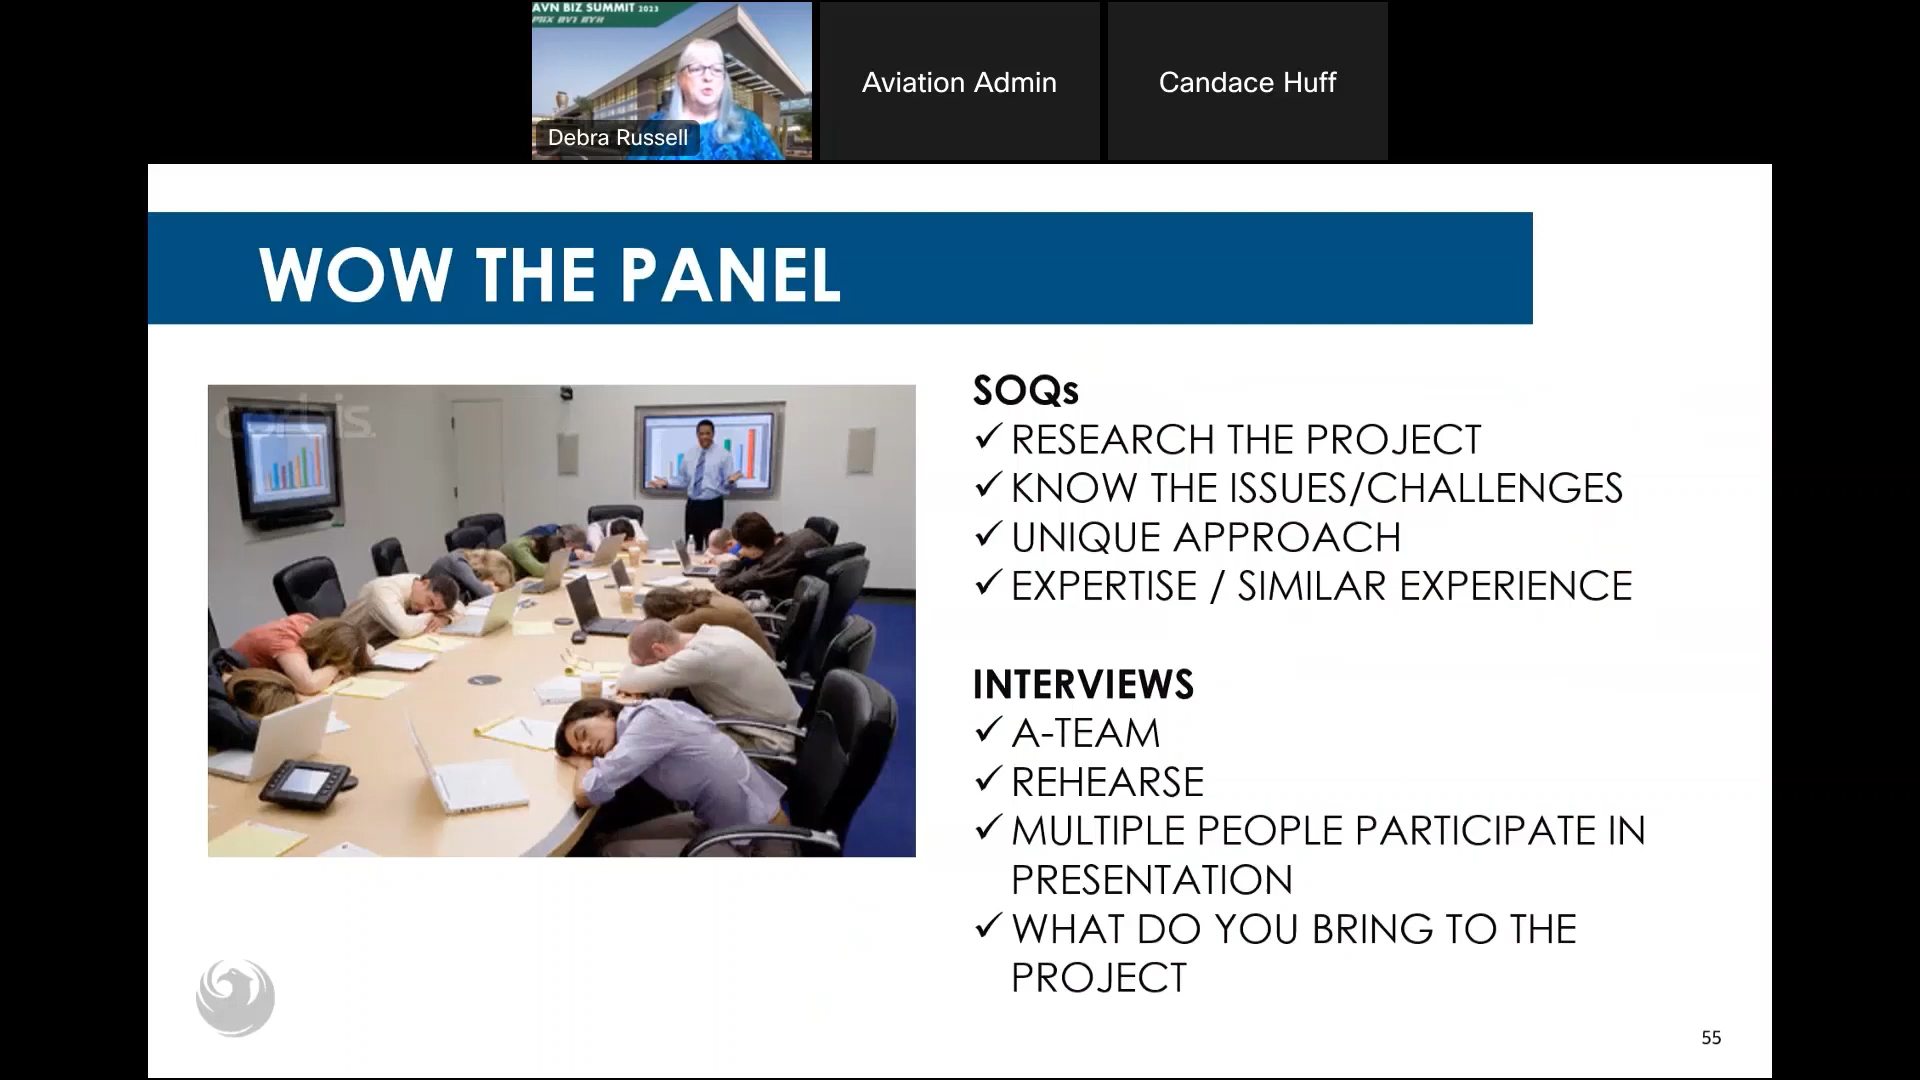 AVN BIZ SUMMIT 2023
PHX DVT GYR
Debra Russell
Aviation Admin
Candace Huff
WOW THE PANEL
corbis.
SOQs
✓ RESEARCH THE PROJECT
✓ KNOW THE ISSUES/CHALLENGES
✓ UNIQUE APPROACH
✓ EXPERTISE / SIMILAR EXPERIENCE
INTERVIEWS
✓ A-TEAM
✓ REHEARSE
✓ MULTIPLE PEOPLE PARTICIPATE IN
PRESENTATION
✓ WHAT DO YOU BRING TO THE
PROJECT
55